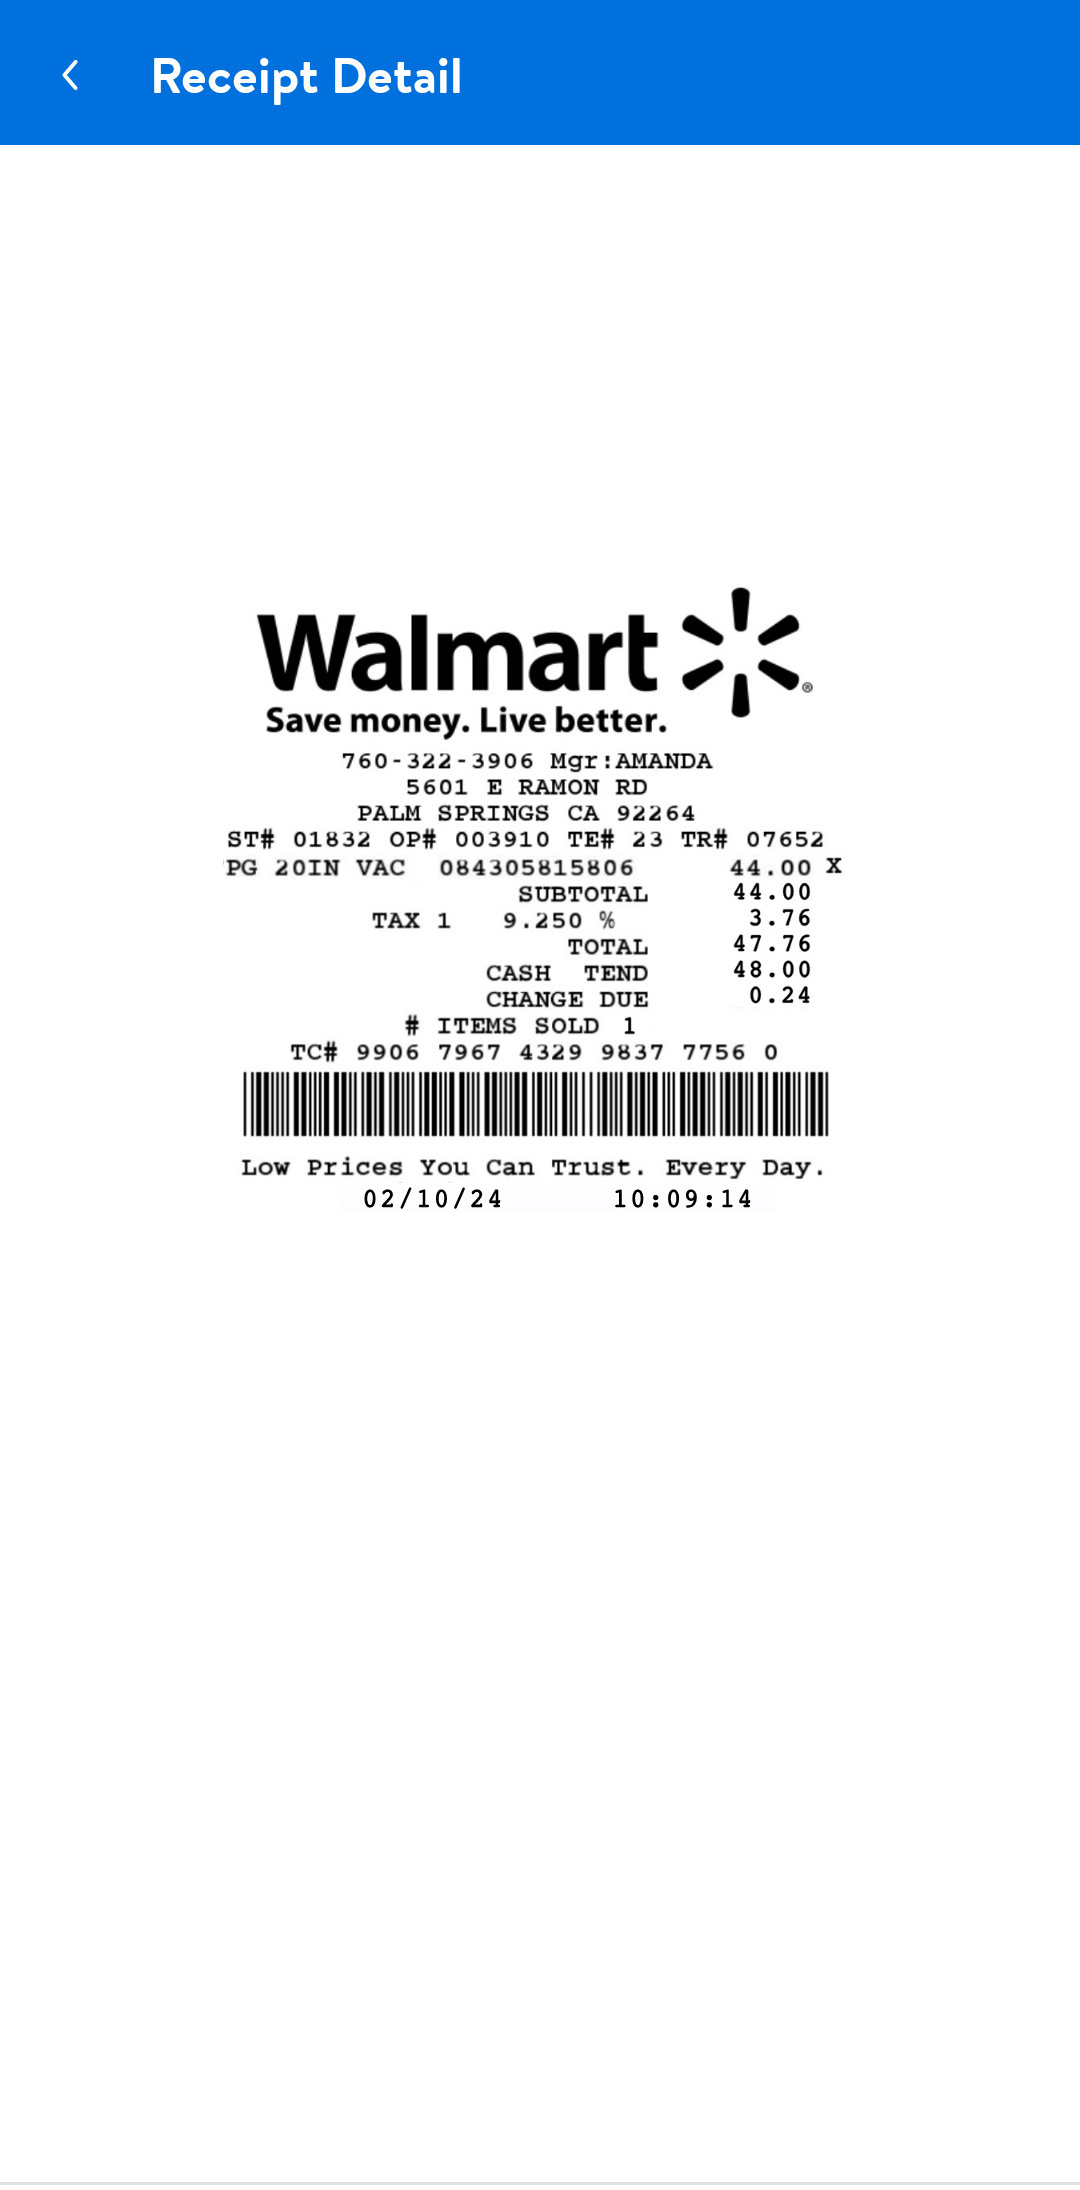 Receipt Detail
Walmart
Save money. Live better.
760-322-3906 Mgr:AMANDA
5601 E RAMON RD
PALM SPRINGS CA 92264
ST# 01832 OP# 003910 TE# 23 TR# 07652
PG 20IN VAC 084305815806 44.00 X
SUBTOTAL 44.00
TAX 1 9.250 % 3.76
TOTAL 47.76
CASH TEND 48.00
CHANGE DUE 0.24
# ITEMS SOLD 1
TC# 9906 7967 4329 9837 7756 0
Low Prices You Can Trust. Every Day.
02/10/24 10:09:14